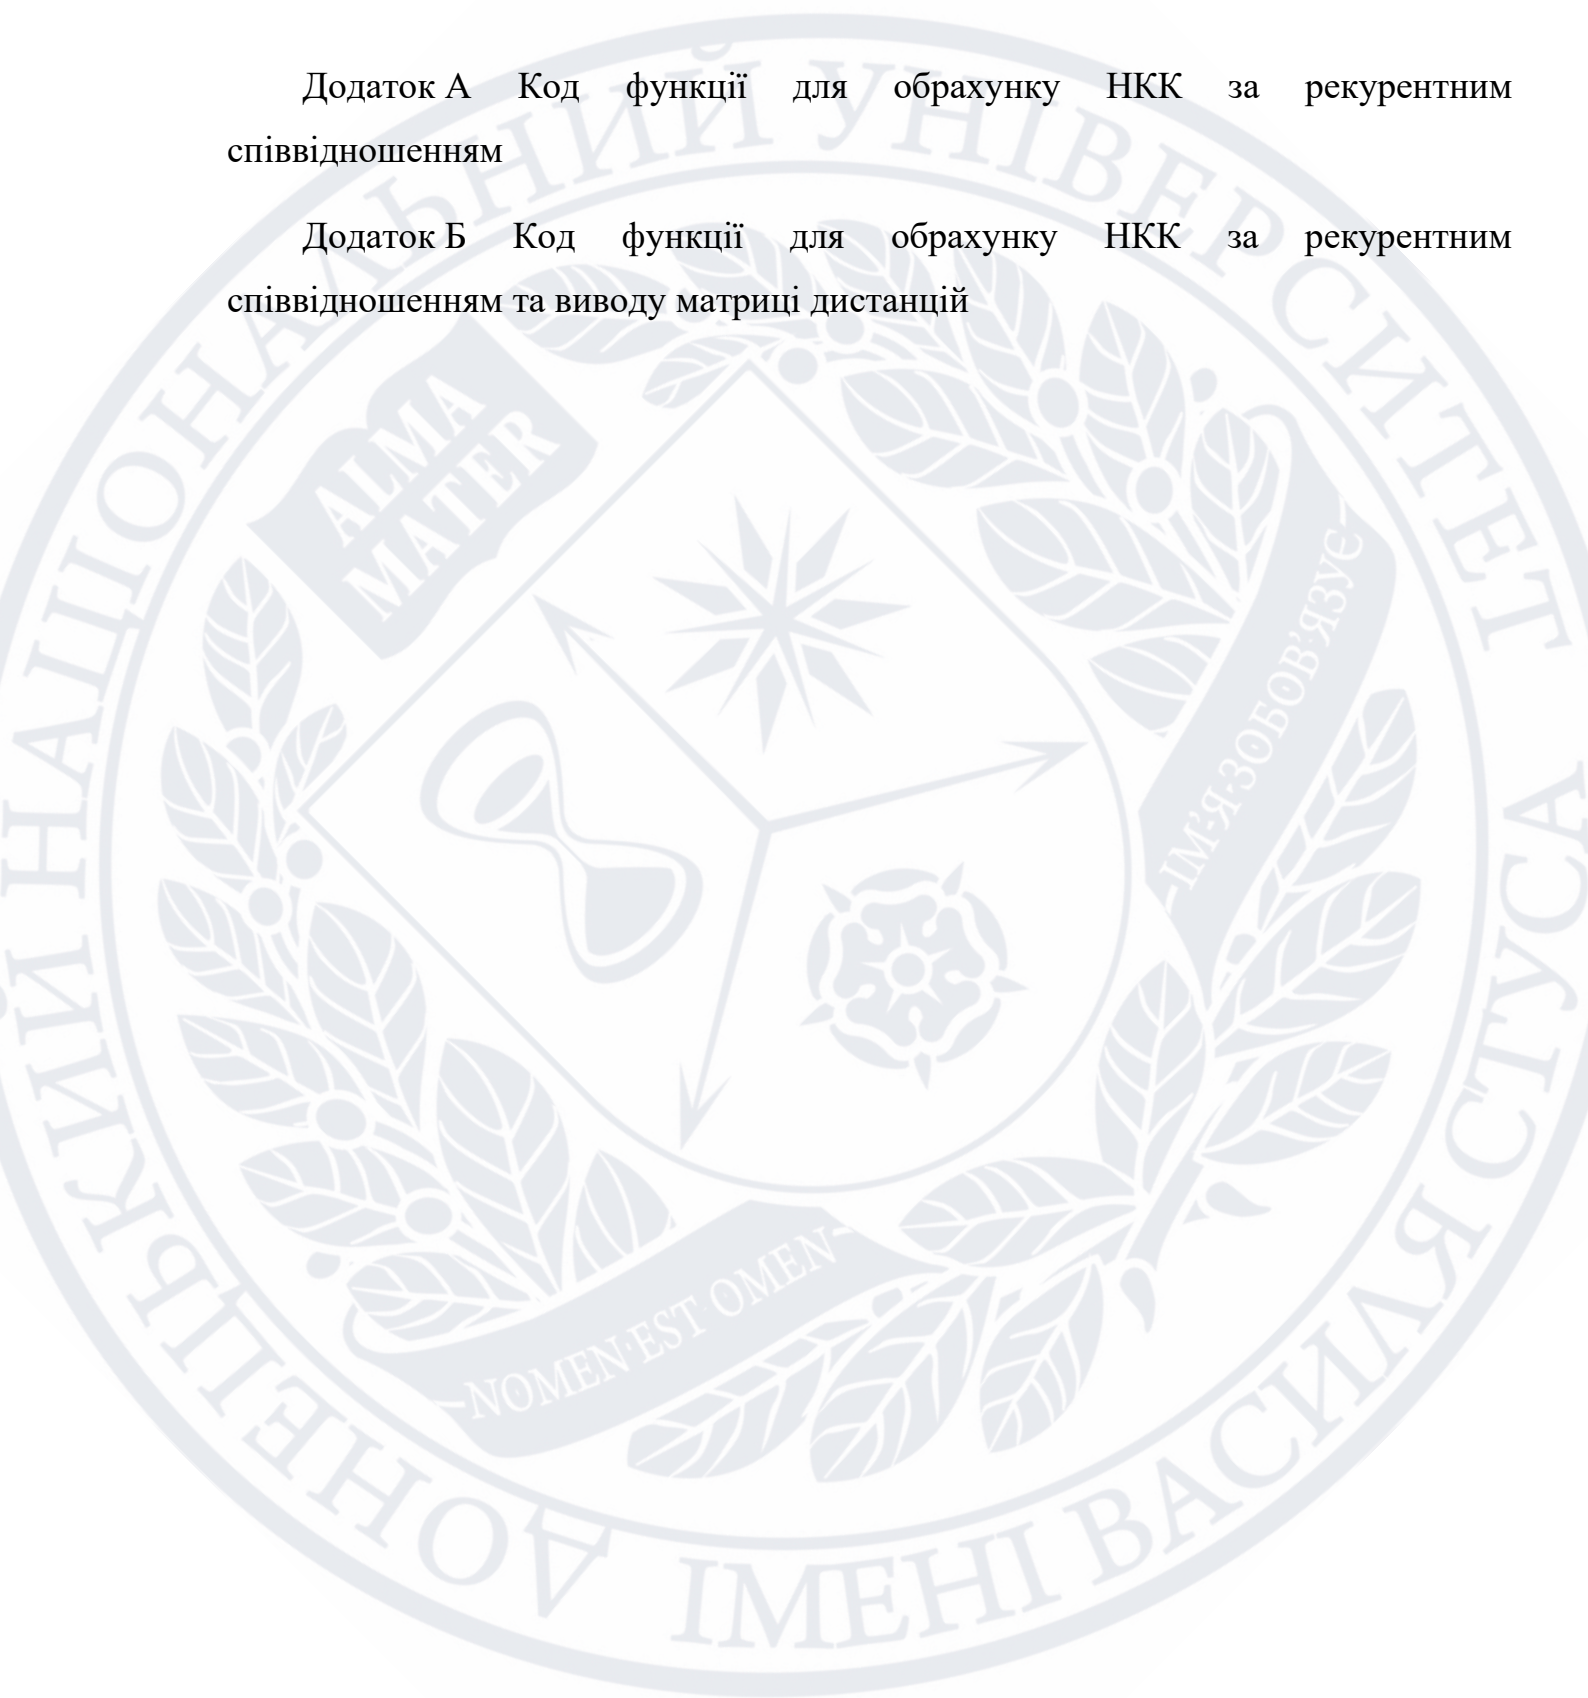 Додаток А Код функції для обрахунку НКК за рекурентним
співвідношенням
Додаток Б Код функції для обрахунку НКК за рекурентним
співвідношенням та виводу матриці дистанцій
ALMA
MATER
ІМ'Я·ЗОБОВ'ЯЗУЄ
NOMEN·EST·OMEN
ДОНЕЦЬКИЙ НАЦІОНАЛЬНИЙ УНІВЕРСИТЕТ
ІМЕНІ ВАСИЛЯ СТУСА